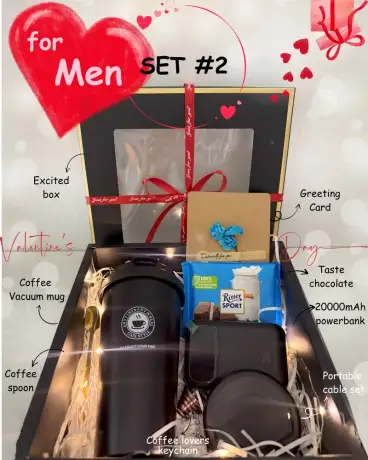 for
Men
SET #2
Excited
box
Greeting
Card
Valentine's
Day
Coffee
Vacuum mug
Taste
chocolate
Ritter
SPORT
20000mAh
powerbank
Coffee
spoon
Portable
cable set
Coffee lovers
keychain